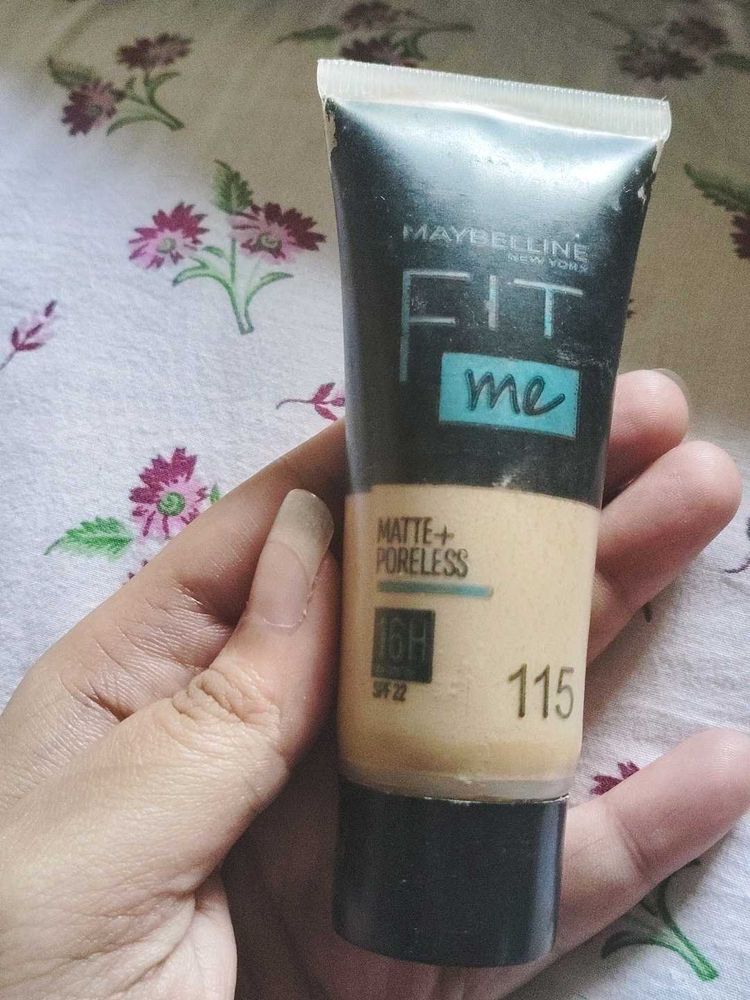 MAYBELLINE
NEW YORK
FIT
me
MATTE+
PORELESS
16H
SPF 22
115